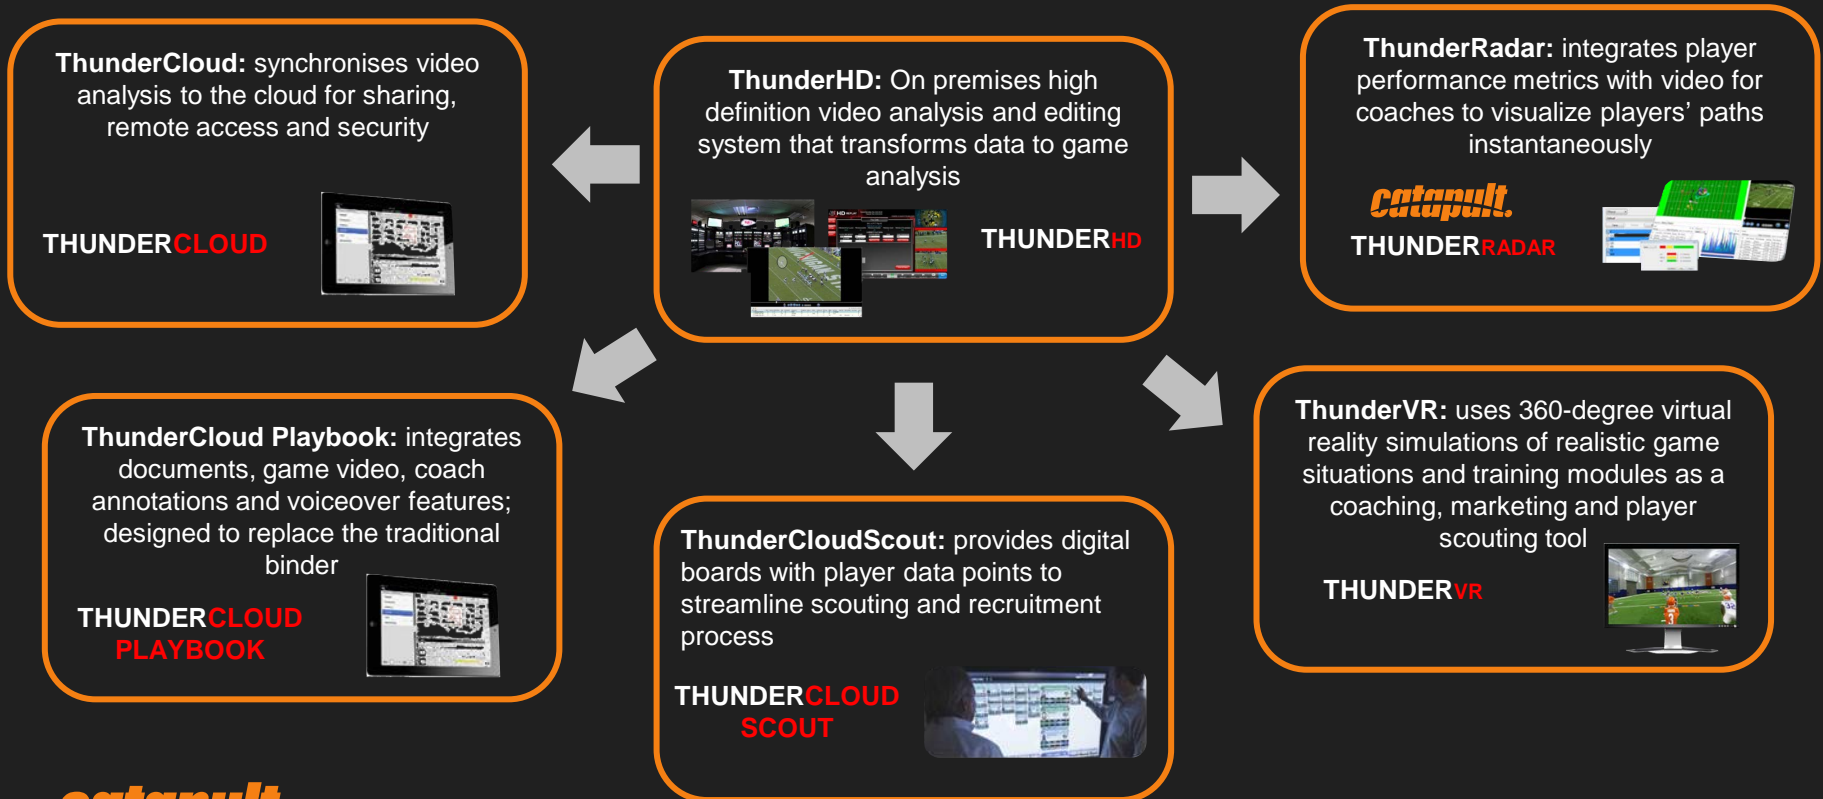 ThunderCloud: synchronises video
analysis to the cloud for sharing,
remote access and security
THUNDERCLOUD
ThunderHD: On premises high
definition video analysis and editing
system that transforms data to game
analysis
THUNDERHD
ThunderRadar: integrates player
performance metrics with video for
coaches to visualize players’ paths
instantaneously
catapult.
THUNDERRADAR
ThunderCloud Playbook: integrates
documents, game video, coach
annotations and voiceover features;
designed to replace the traditional
binder
THUNDERCLOUD
PLAYBOOK
ThunderCloudScout: provides digital
boards with player data points to
streamline scouting and recruitment
process
THUNDERCLOUD
SCOUT
ThunderVR: uses 360-degree virtual
reality simulations of realistic game
situations and training modules as a
coaching, marketing and player
scouting tool
THUNDERVR
catapult